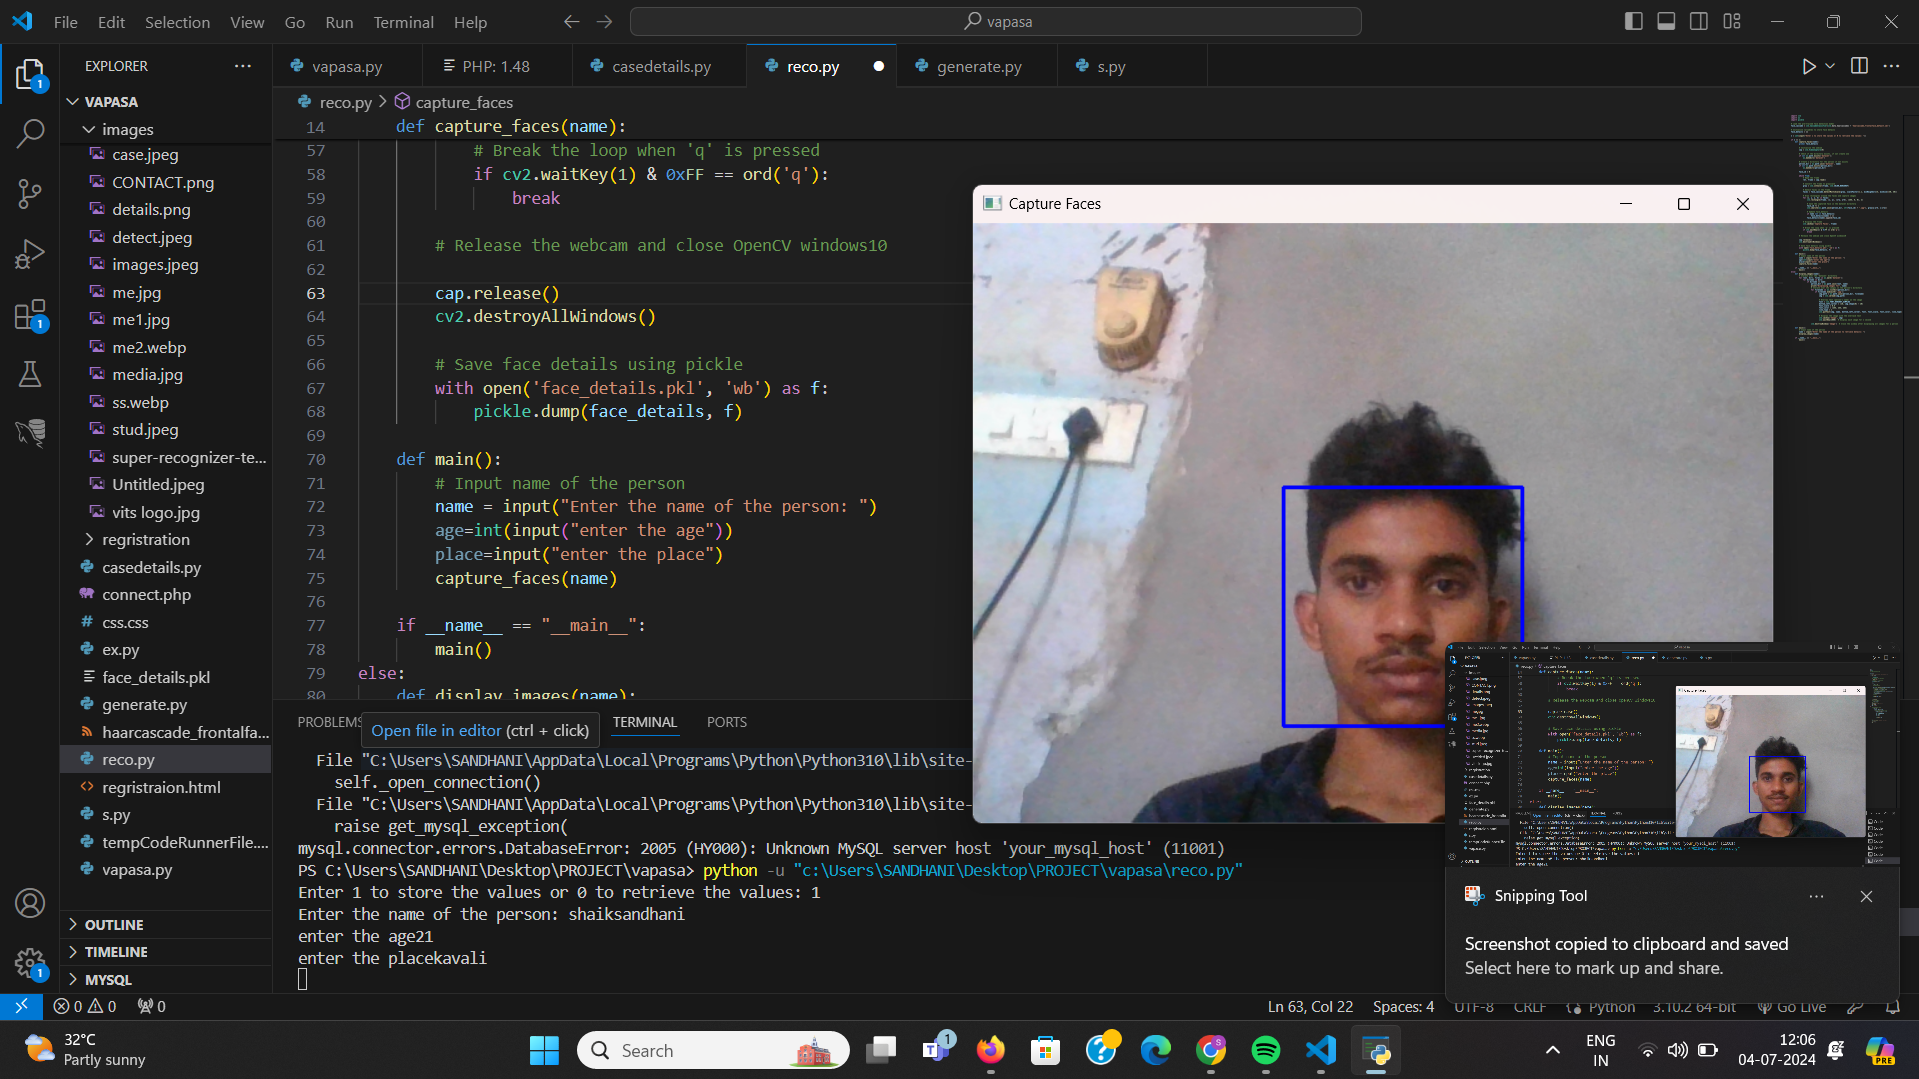 File Edit Selection View Go Run Terminal Help
vapasa
EXPLORER
vapasa.py
PHP: 1.48
casedetails.py
reco.py
generate.py
s.py
VAPASA
images
case.jpeg
CONTACT.png
details.png
detect.jpeg
images.jpeg
me.jpg
me1.jpg
me2.webp
media.jpg
ss.webp
stud.jpeg
super-recognizer-te...
Untitled.jpeg
vits logo.jpg
regristration
casedetails.py
connect.php
css.css
ex.py
face_details.pkl
generate.py
haarcascade_frontalfa...
reco.py
regristraion.html
s.py
tempCodeRunnerFile....
vapasa.py
OUTLINE
TIMELINE
MYSQL
reco.py > capture_faces
14 def capture_faces(name):
57 # Break the loop when 'q' is pressed
58 if cv2.waitKey(1) & 0xFF == ord('q'):
59 break
60
61 # Release the webcam and close OpenCV windows10
62
63 cap.release()
64 cv2.destroyAllWindows()
65
66 # Save face details using pickle
67 with open('face_details.pkl', 'wb') as f:
68 pickle.dump(face_details, f)
69
70 def main():
71 # Input name of the person
72 name = input("Enter the name of the person: ")
73 age=int(input("enter the age"))
74 place=input("enter the place")
75 capture_faces(name)
76
77 if __name__ == "__main__":
78 main()
79 else:
80 def display_images(name):
Capture Faces
PROBLEMS
Open file in editor (ctrl + click)
TERMINAL
PORTS
File "C:\Users\SANDHANI\AppData\Local\Programs\Python\Python310\lib\site-
self._open_connection()
File "C:\Users\SANDHANI\AppData\Local\Programs\Python\Python310\lib\site-
raise get_mysql_exception(
mysql.connector.errors.DatabaseError: 2005 (HY000): Unknown MySQL server host 'your_mysql_host' (11001)
PS C:\Users\SANDHANI\Desktop\PROJECT\vapasa> python -u "c:\Users\SANDHANI\Desktop\PROJECT\vapasa\reco.py"
Enter 1 to store the values or 0 to retrieve the values: 1
Enter the name of the person: shaiksandhani
enter the age21
enter the placekavali
Snipping Tool
Screenshot copied to clipboard and saved
Select here to mark up and share.
0 0 0
Ln 63, Col 22 Spaces: 4 UTF-8 CRLF Python 3.10.2 64-bit Go Live
32°C
Partly sunny
Search
ENG
IN
12:06
04-07-2024
PRE